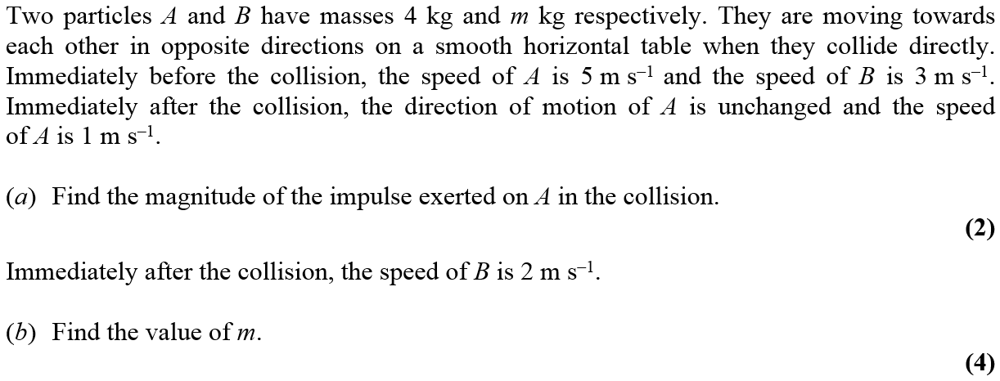 Two particles A and B have masses 4 kg and m kg respectively. They are moving towards
each other in opposite directions on a smooth horizontal table when they collide directly.
Immediately before the collision, the speed of A is 5 m s⁻¹ and the speed of B is 3 m s⁻¹.
Immediately after the collision, the direction of motion of A is unchanged and the speed
of A is 1 m s⁻¹.
(a) Find the magnitude of the impulse exerted on A in the collision.
(2)
Immediately after the collision, the speed of B is 2 m s⁻¹.
(b) Find the value of m.
(4)